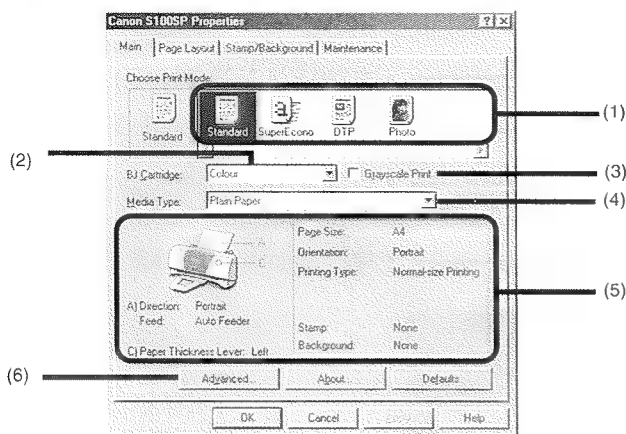 Canon S100SP Properties
Main Page Layout Stamp/Background Maintenance
Choose Print Mode
Standard
Standard SuperEcono DTP Photo
(1)
(2)
BJ Cartridge: Colour Grayscale Print
(3)
Media Type: Plain Paper
(4)
Page Size: A4
Orientation: Portrait
Printing Type: Normal-size Printing
A
C
(5)
A) Direction: Portrait
Feed: Auto Feeder
Stamp: None
Background: None
C) Paper Thickness Lever: Left
(6)
Advanced... About... Defaults
OK Cancel Help